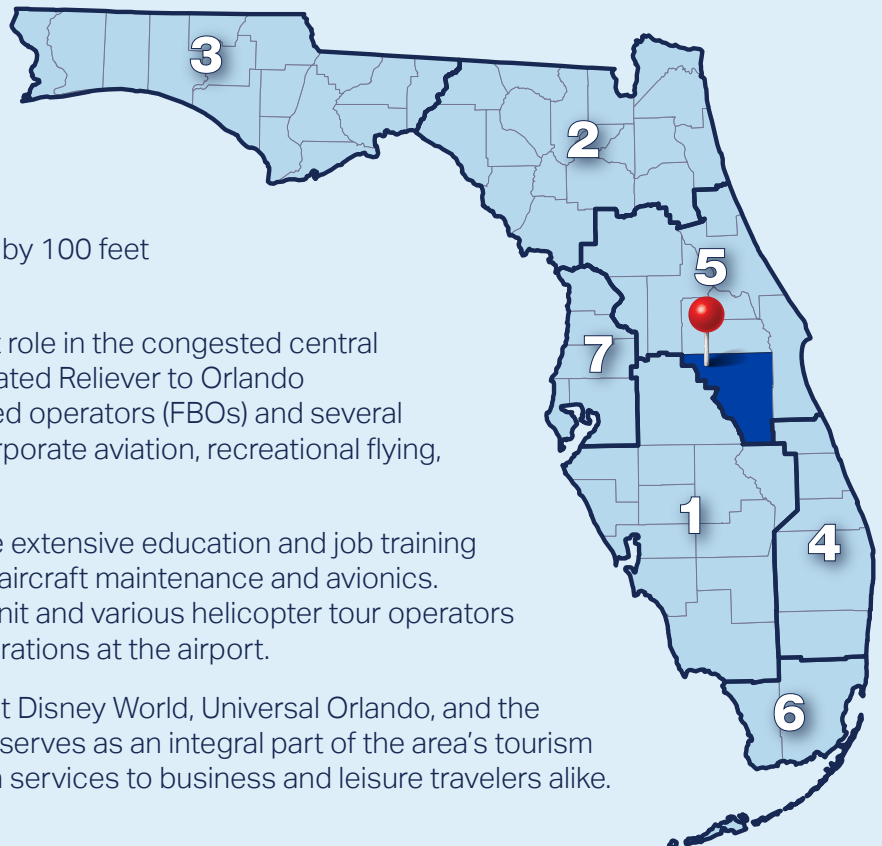 3
2
by 100 feet
5
role in the congested central
7
ated Reliever to Orlando
ed operators (FBOs) and several
rporate aviation, recreational flying,
1
extensive education and job training
4
aircraft maintenance and avionics.
nit and various helicopter tour operators
rations at the airport.
t Disney World, Universal Orlando, and the
6
serves as an integral part of the area's tourism
services to business and leisure travelers alike.